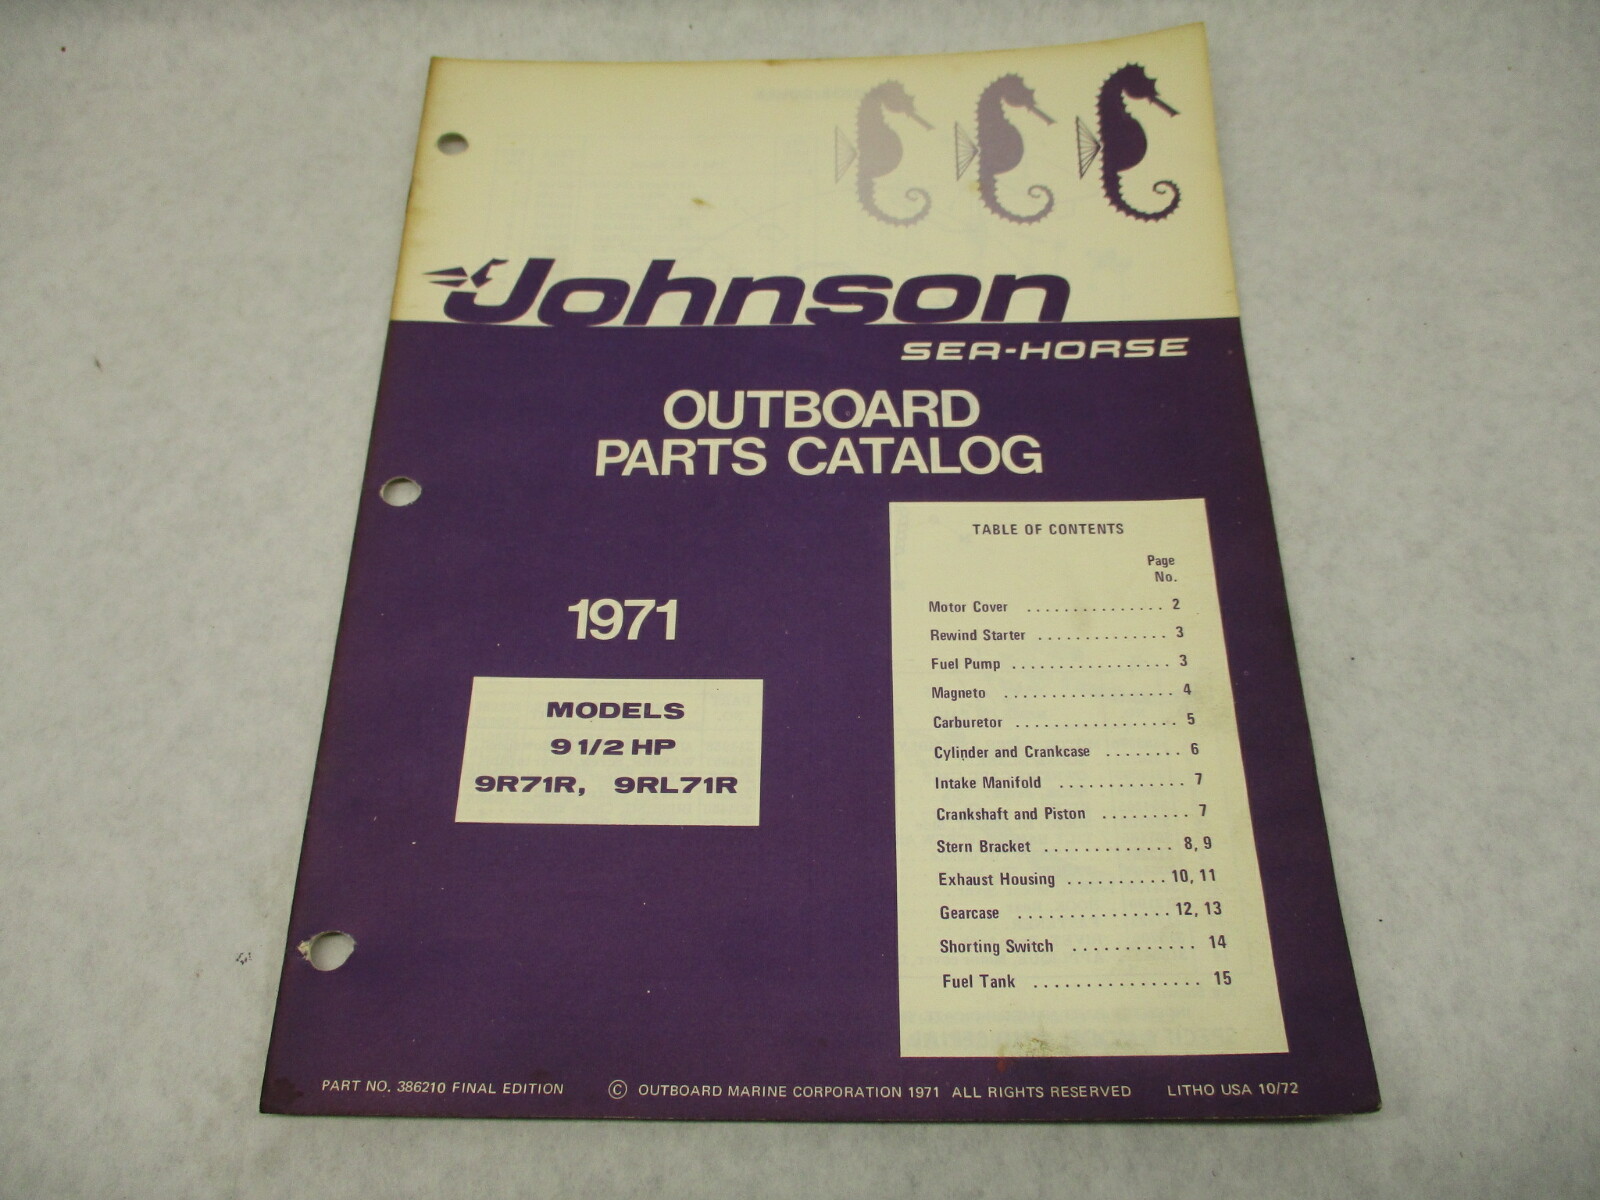 Johnson
SEA-HORSE
OUTBOARD
PARTS CATALOG
1971
MODELS
9 1/2 HP
9R71R, 9RL71R
TABLE OF CONTENTS
Page
No.
Motor Cover . . . . . . . . . . . . . . . 2
Rewind Starter . . . . . . . . . . . . . . 3
Fuel Pump . . . . . . . . . . . . . . . . . 3
Magneto . . . . . . . . . . . . . . . . . . 4
Carburetor . . . . . . . . . . . . . . . . . 5
Cylinder and Crankcase . . . . . . . . 6
Intake Manifold . . . . . . . . . . . . . 7
Crankshaft and Piston . . . . . . . . . 7
Stern Bracket . . . . . . . . . . . . . 8, 9
Exhaust Housing . . . . . . . . . . 10, 11
Gearcase . . . . . . . . . . . . . . . . 12, 13
Shorting Switch . . . . . . . . . . . . 14
Fuel Tank . . . . . . . . . . . . . . . . 15
PART NO. 386210 FINAL EDITION © OUTBOARD MARINE CORPORATION 1971 ALL RIGHTS RESERVED LITHO USA 10/72